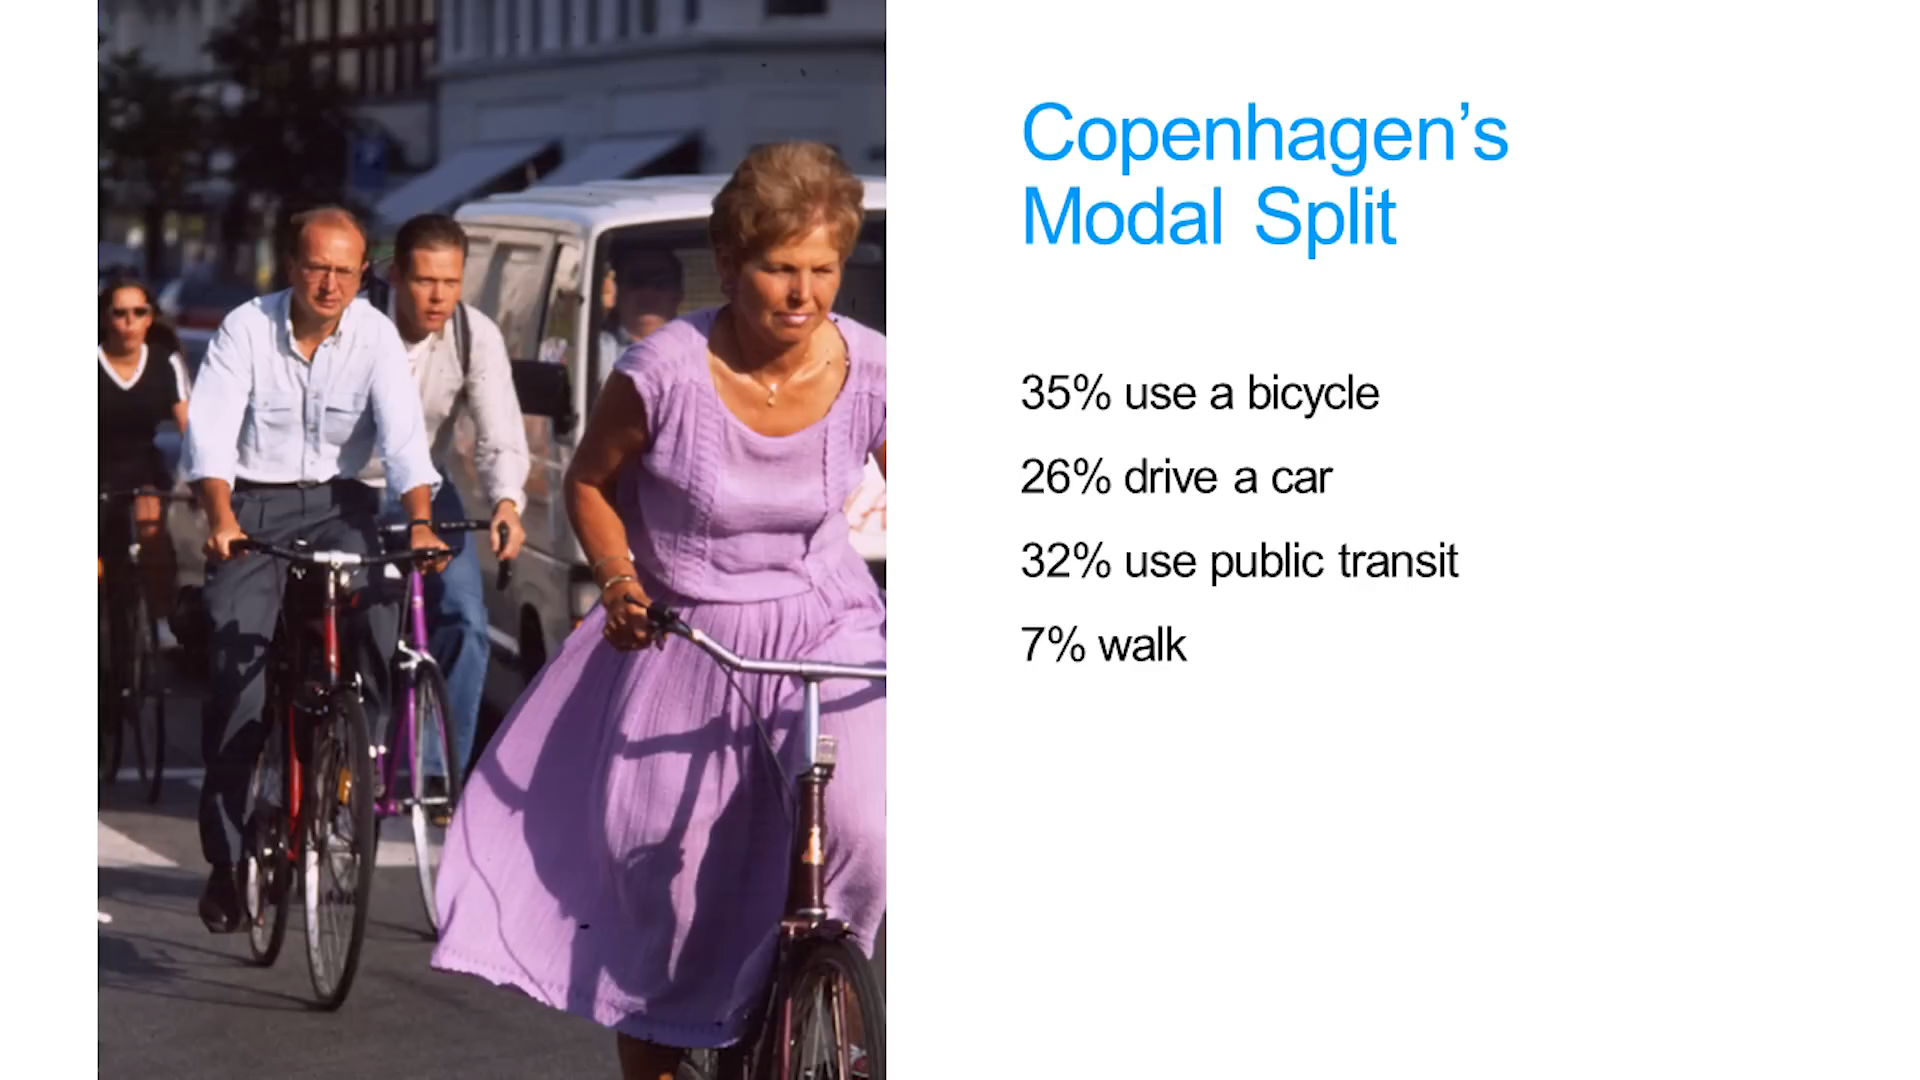 Copenhagen’s
Modal Split
35% use a bicycle
26% drive a car
32% use public transit
7% walk